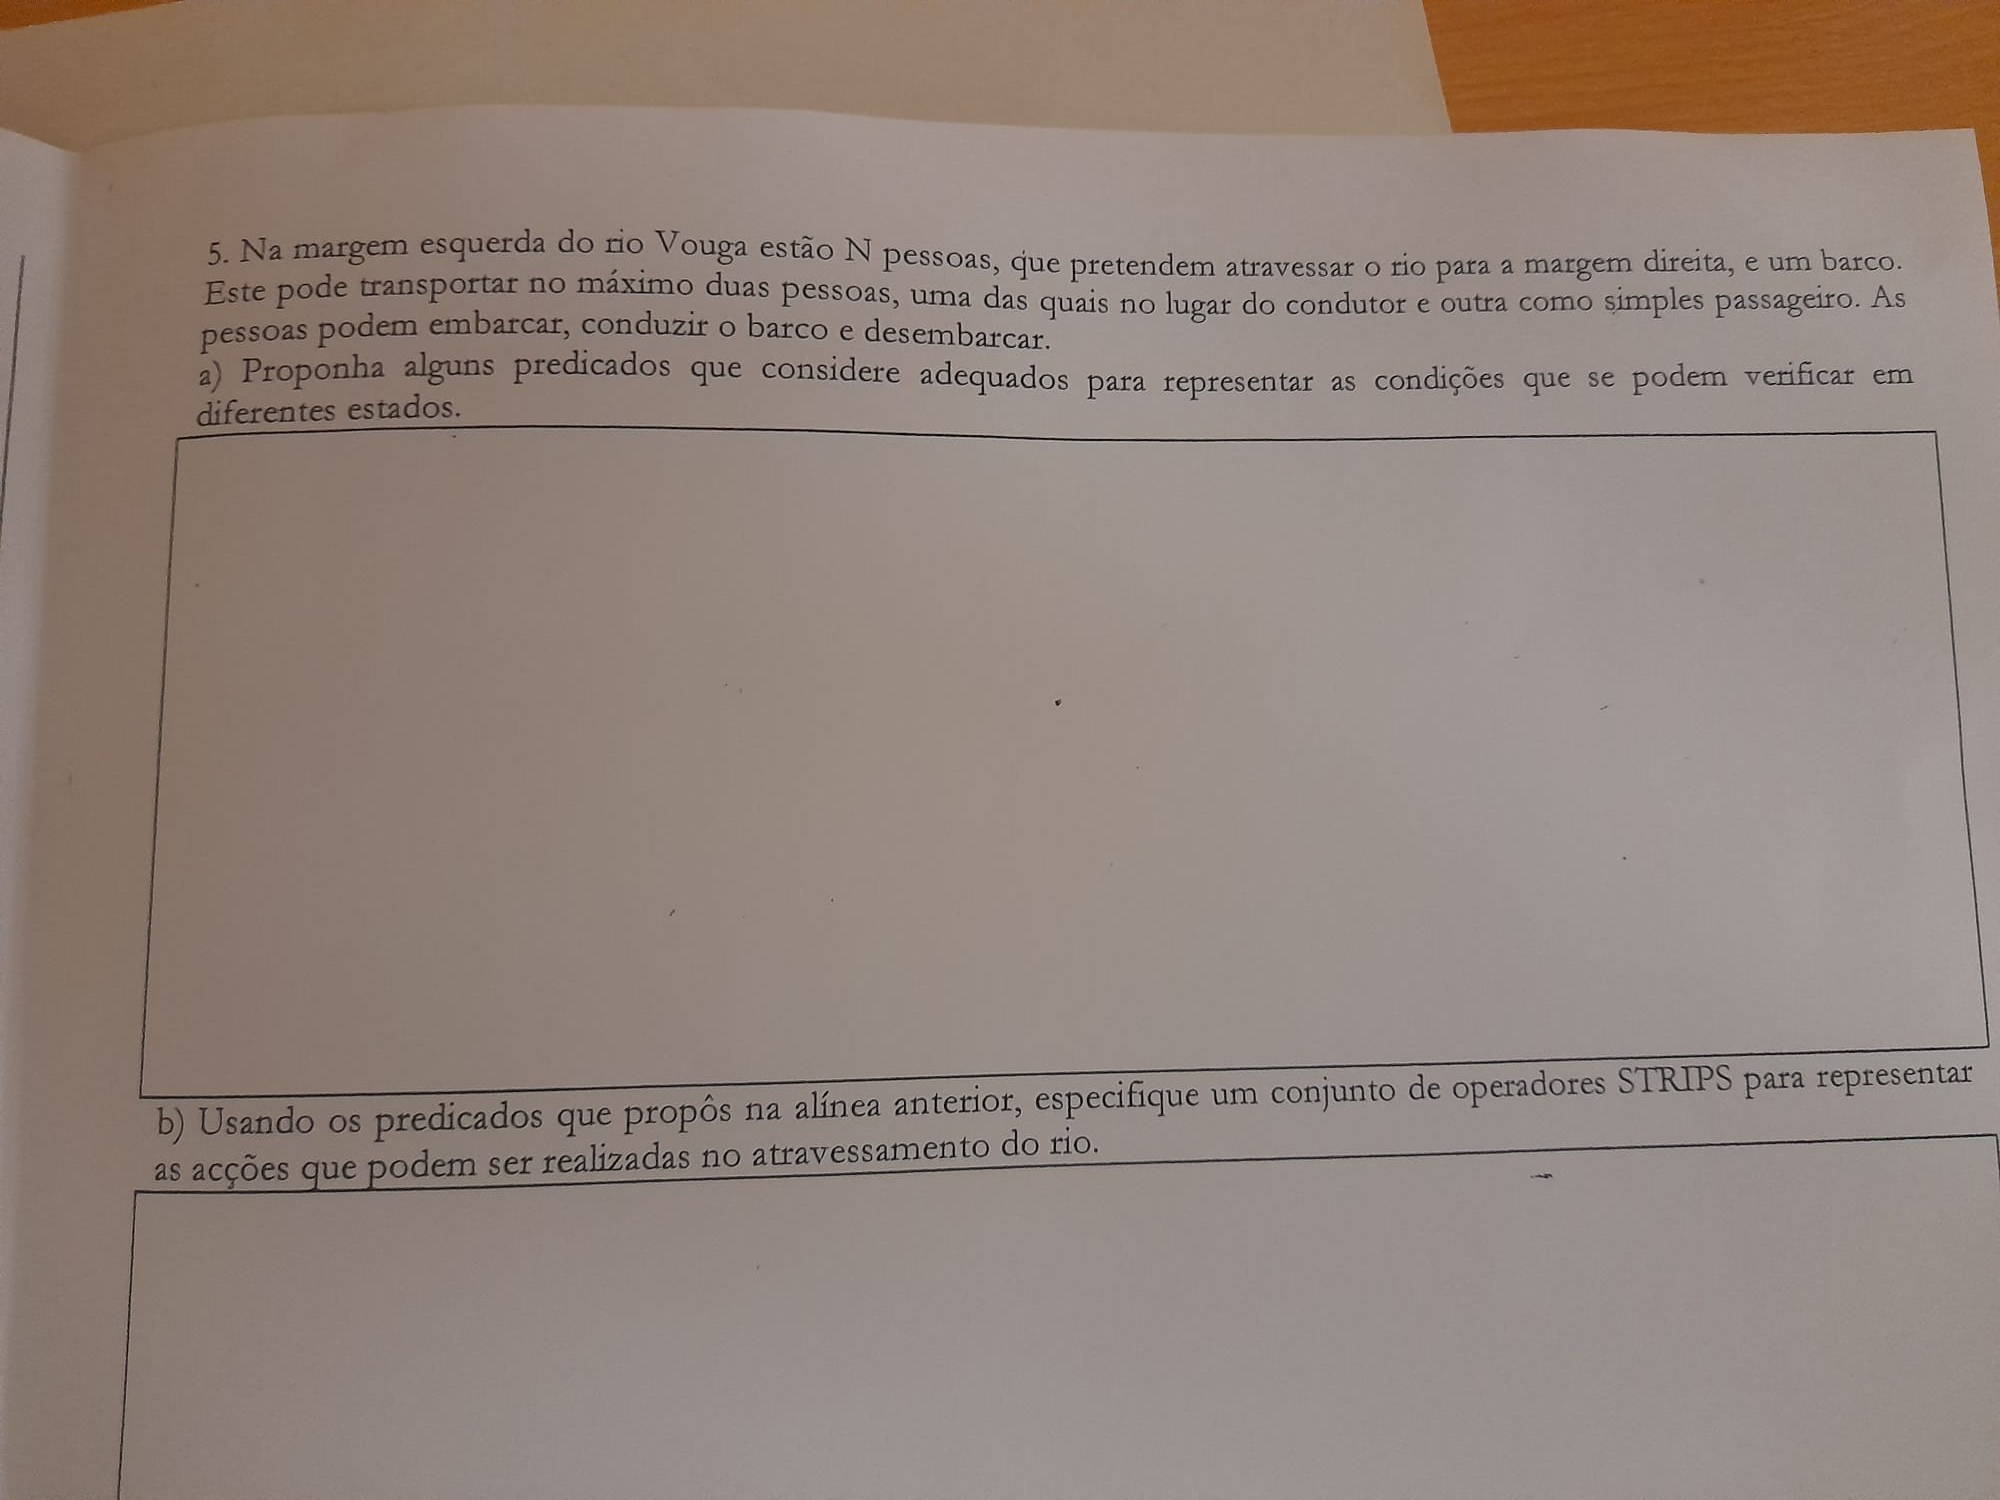 5. Na margem esquerda do rio Vouga estão N pessoas, que pretendem atravessar o rio para a margem direita, e um barco.
Este pode transportar no máximo duas pessoas, uma das quais no lugar do condutor e outra como simples passageiro. As
pessoas podem embarcar, conduzir o barco e desembarcar.
a) Proponha alguns predicados que considere adequados para representar as condições que se podem verificar em
diferentes estados.
b) Usando os predicados que propôs na alínea anterior, especifique um conjunto de operadores STRIPS para representar
as acções que podem ser realizadas no atravessamento do rio.